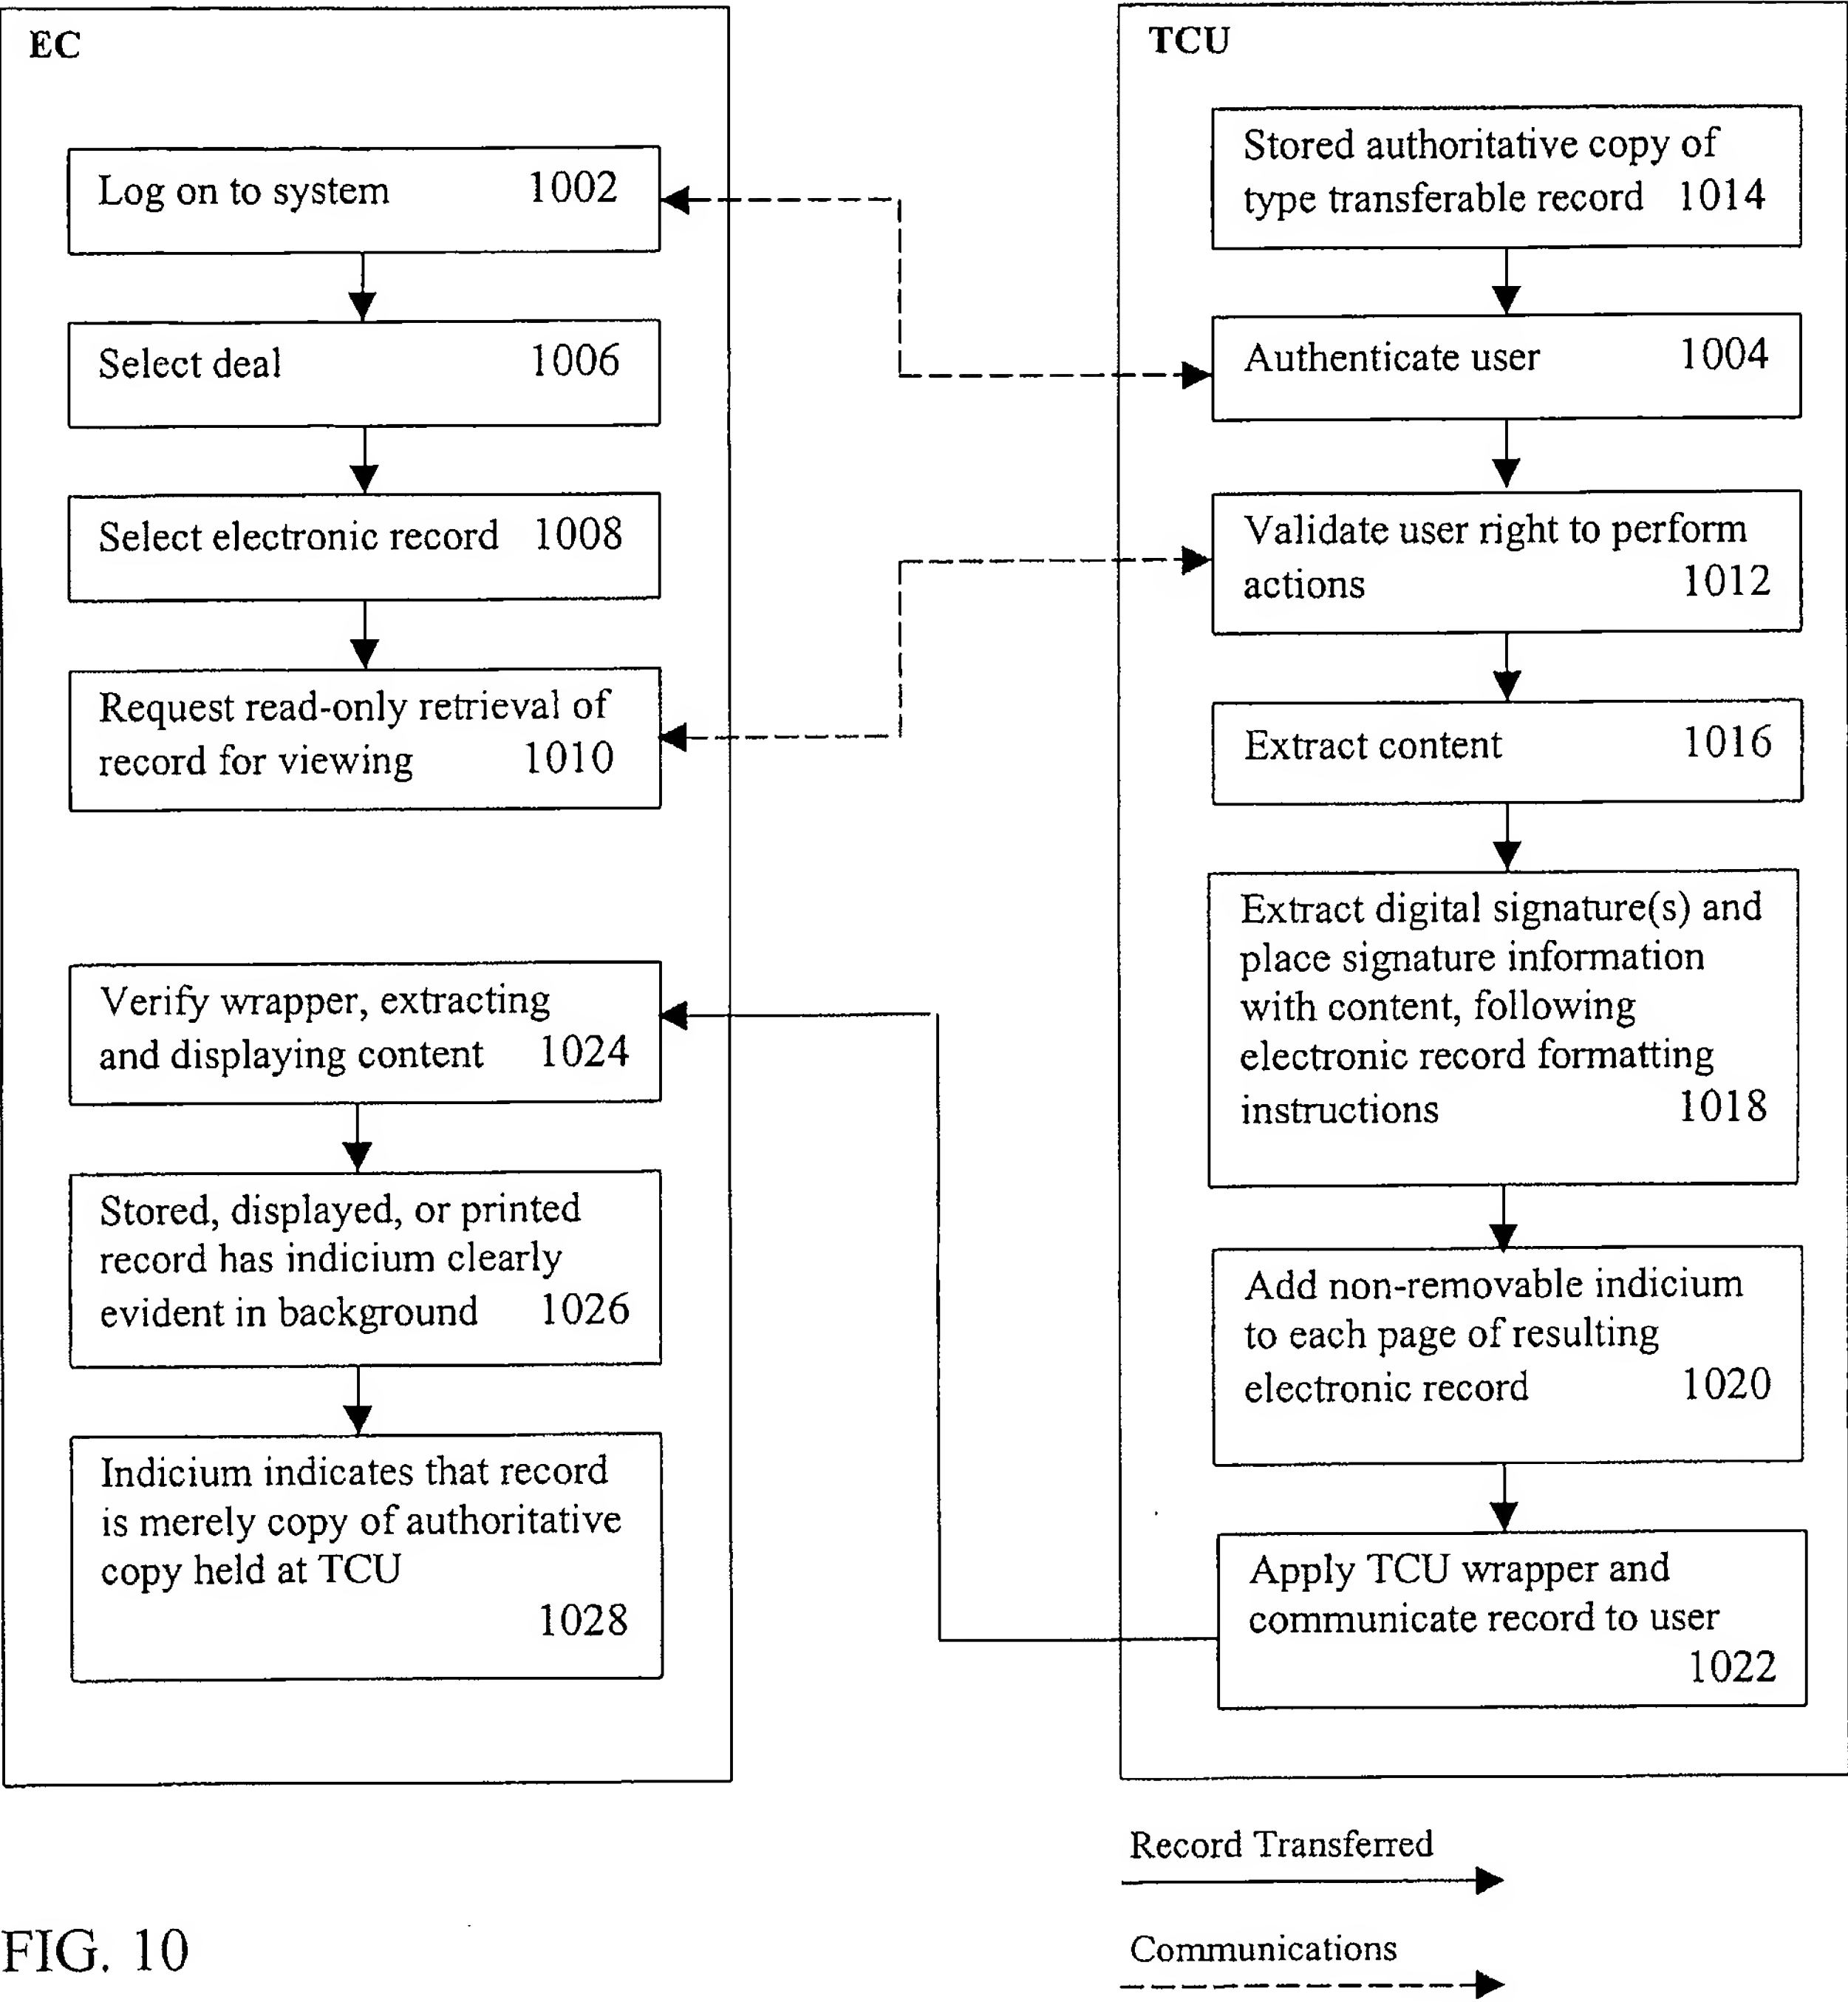 EC
Log on to system 1002
Select deal 1006
Select electronic record 1008
Request read-only retrieval of
record for viewing 1010
Verify wrapper, extracting
and displaying content 1024
Stored, displayed, or printed
record has indicium clearly
evident in background 1026
Indicium indicates that record
is merely copy of authoritative
copy held at TCU
1028
TCU
Stored authoritative copy of
type transferable record 1014
Authenticate user 1004
Validate user right to perform
actions 1012
Extract content 1016
Extract digital signature(s) and
place signature information
with content, following
electronic record formatting
instructions 1018
Add non-removable indicium
to each page of resulting
electronic record 1020
Apply TCU wrapper and
communicate record to user
1022
Record Transferred
Communications
FIG. 10